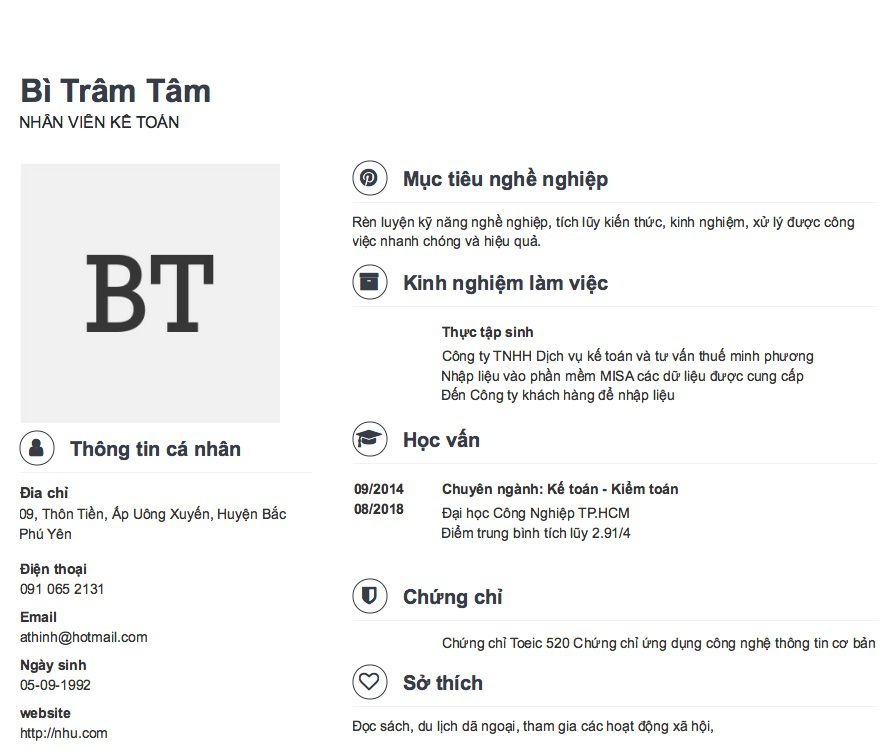 Bì Trâm Tâm
NHÂN VIÊN KẾ TOÁN
BT
Thông tin cá nhân
Đia chỉ
09, Thôn Tiền, Ấp Uông Xuyến, Huyện Bắc
Phú Yên
Điện thoại
091 065 2131
Email
athinh@hotmail.com
Ngày sinh
05-09-1992
website
http://nhu.com
Mục tiêu nghề nghiệp
Rèn luyện kỹ năng nghề nghiệp, tích lũy kiến thức, kinh nghiệm, xử lý được công
việc nhanh chóng và hiệu quả.
Kinh nghiệm làm việc
Thực tập sinh
Công ty TNHH Dịch vụ kế toán và tư vấn thuế minh phương
Nhập liệu vào phần mềm MISA các dữ liệu được cung cấp
Đến Công ty khách hàng để nhập liệu
Học vấn
09/2014
08/2018
Chuyên ngành: Kế toán - Kiểm toán
Đại học Công Nghiệp TP.HCM
Điểm trung bình tích lũy 2.91/4
Chứng chỉ
Chứng chỉ Toeic 520 Chứng chỉ ứng dụng công nghệ thông tin cơ bản
Sở thích
Đọc sách, du lịch dã ngoại, tham gia các hoạt động xã hội,